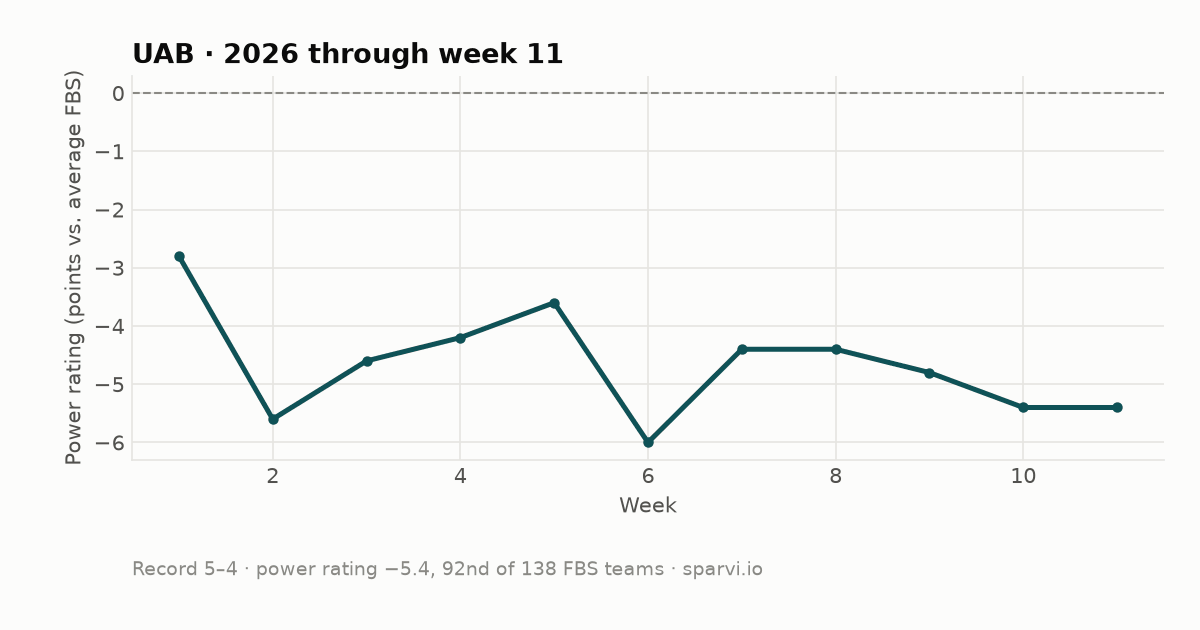 UAB · 2026 through week 11
Power rating (points vs. average FBS)
0
−1
−2
−3
−4
−5
−6
2 4 6 8 10
Week
Record 5–4 · power rating −5.4, 92nd of 138 FBS teams · sparvi.io